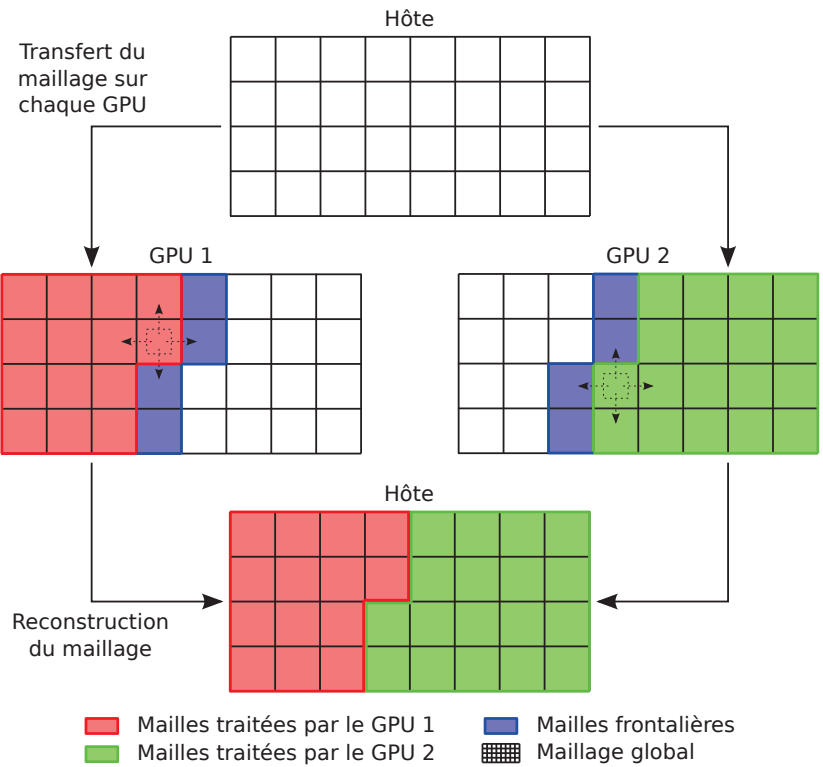 Hôte
Transfert du
maillage sur
chaque GPU
GPU 1
GPU 2
Hôte
Reconstruction
du maillage
Mailles traitées par le GPU 1
Mailles frontalières
Mailles traitées par le GPU 2
Maillage global